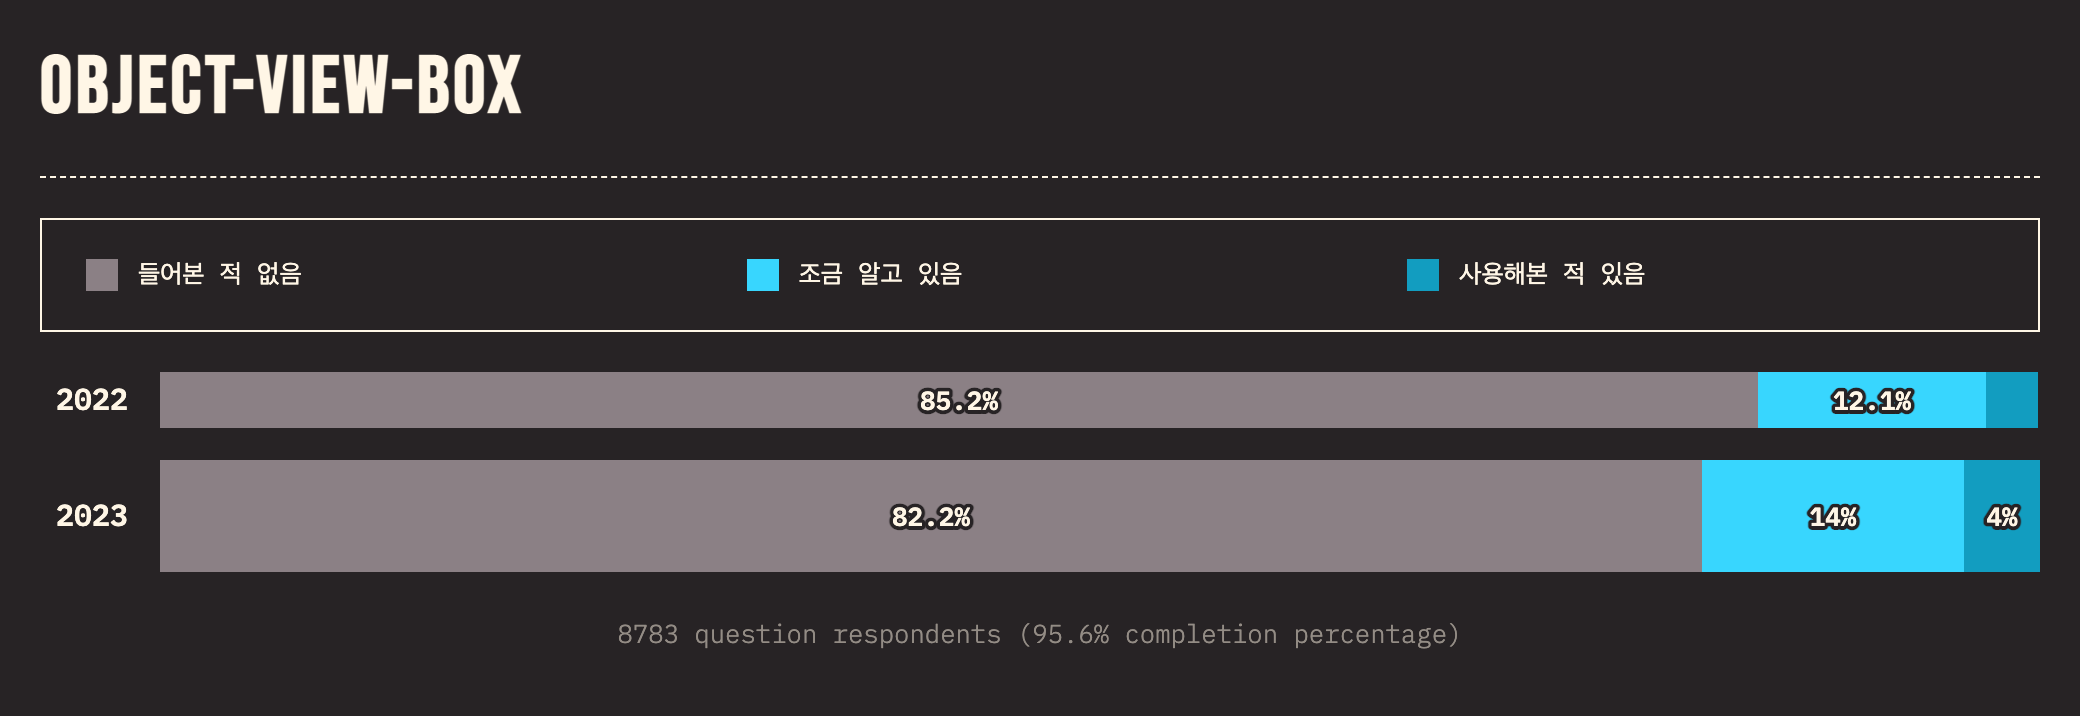 OBJECT-VIEW-BOX
들어본 적 없음 조금 알고 있음 사용해본 적 있음
2022 85.2% 12.1%
2023 82.2% 14% 4%
8783 question respondents (95.6% completion percentage)